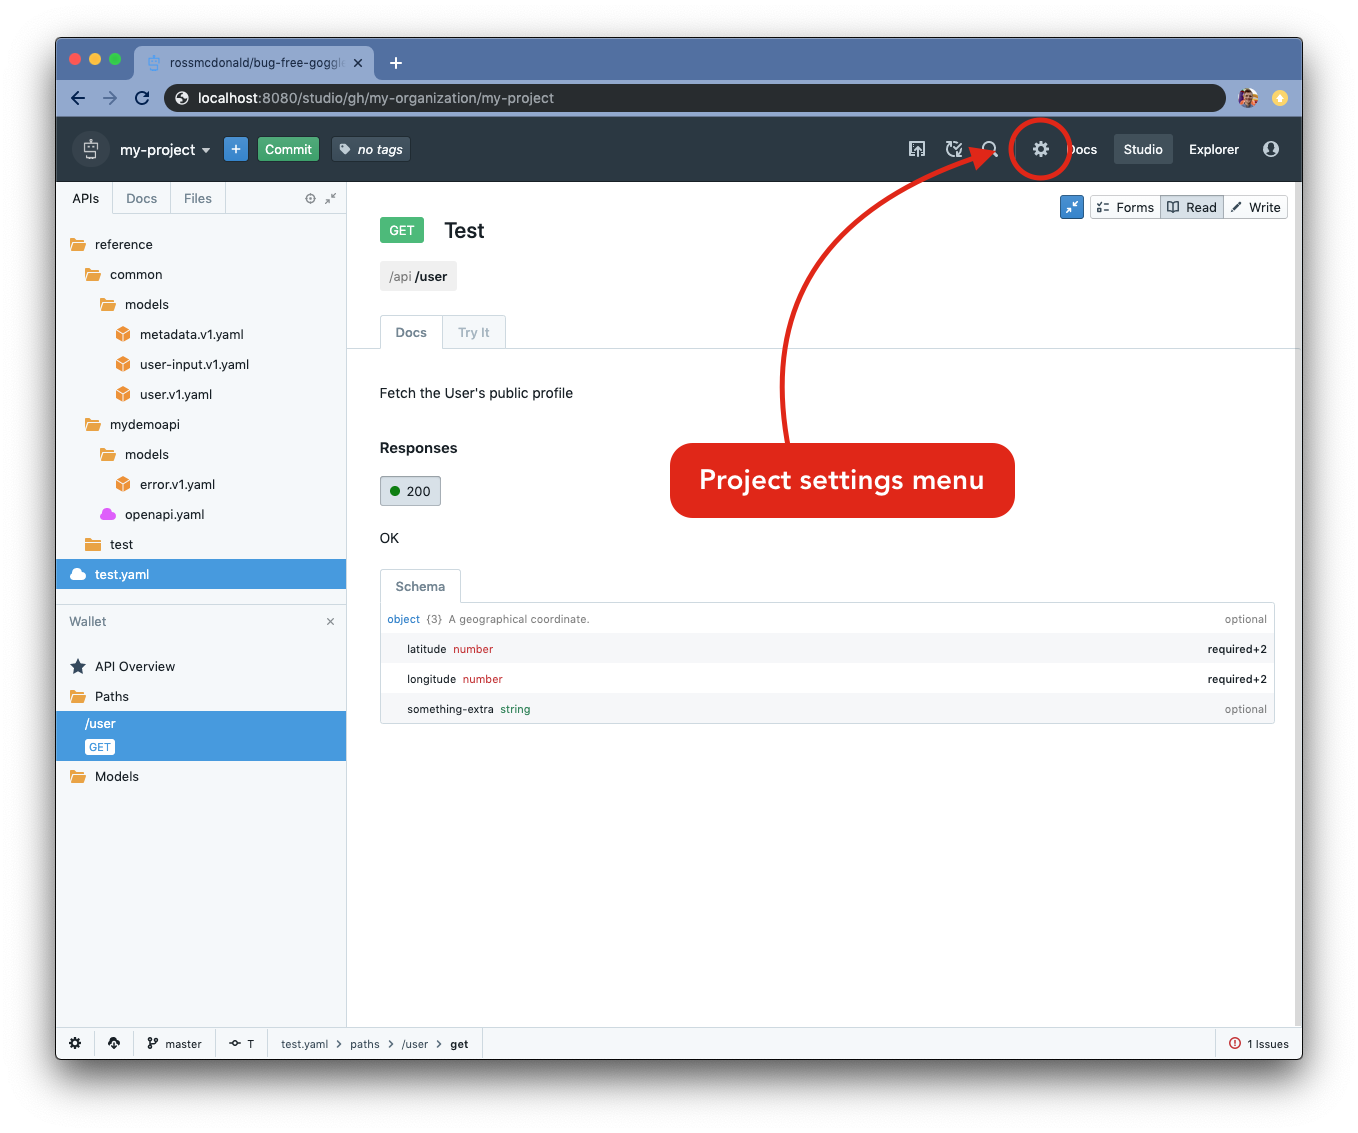 rossmcdonald/bug-free-goggle
localhost:8080/studio/gh/my-organization/my-project
my-project
Commit
no tags
Docs
Studio
Explorer
APIs
Docs
Files
Forms
Read
Write
reference
common
models
metadata.v1.yaml
user-input.v1.yaml
user.v1.yaml
mydemoapi
models
error.v1.yaml
openapi.yaml
test
test.yaml
Wallet
API Overview
Paths
/user
GET
Models
GET Test
/api/user
Docs
Try It
Fetch the User's public profile
Responses
200
OK
Project settings menu
Schema
object {3} A geographical coordinate. optional
latitude number required+2
longitude number required+2
something-extra string optional
master
T
test.yaml > paths > /user > get
1 Issues